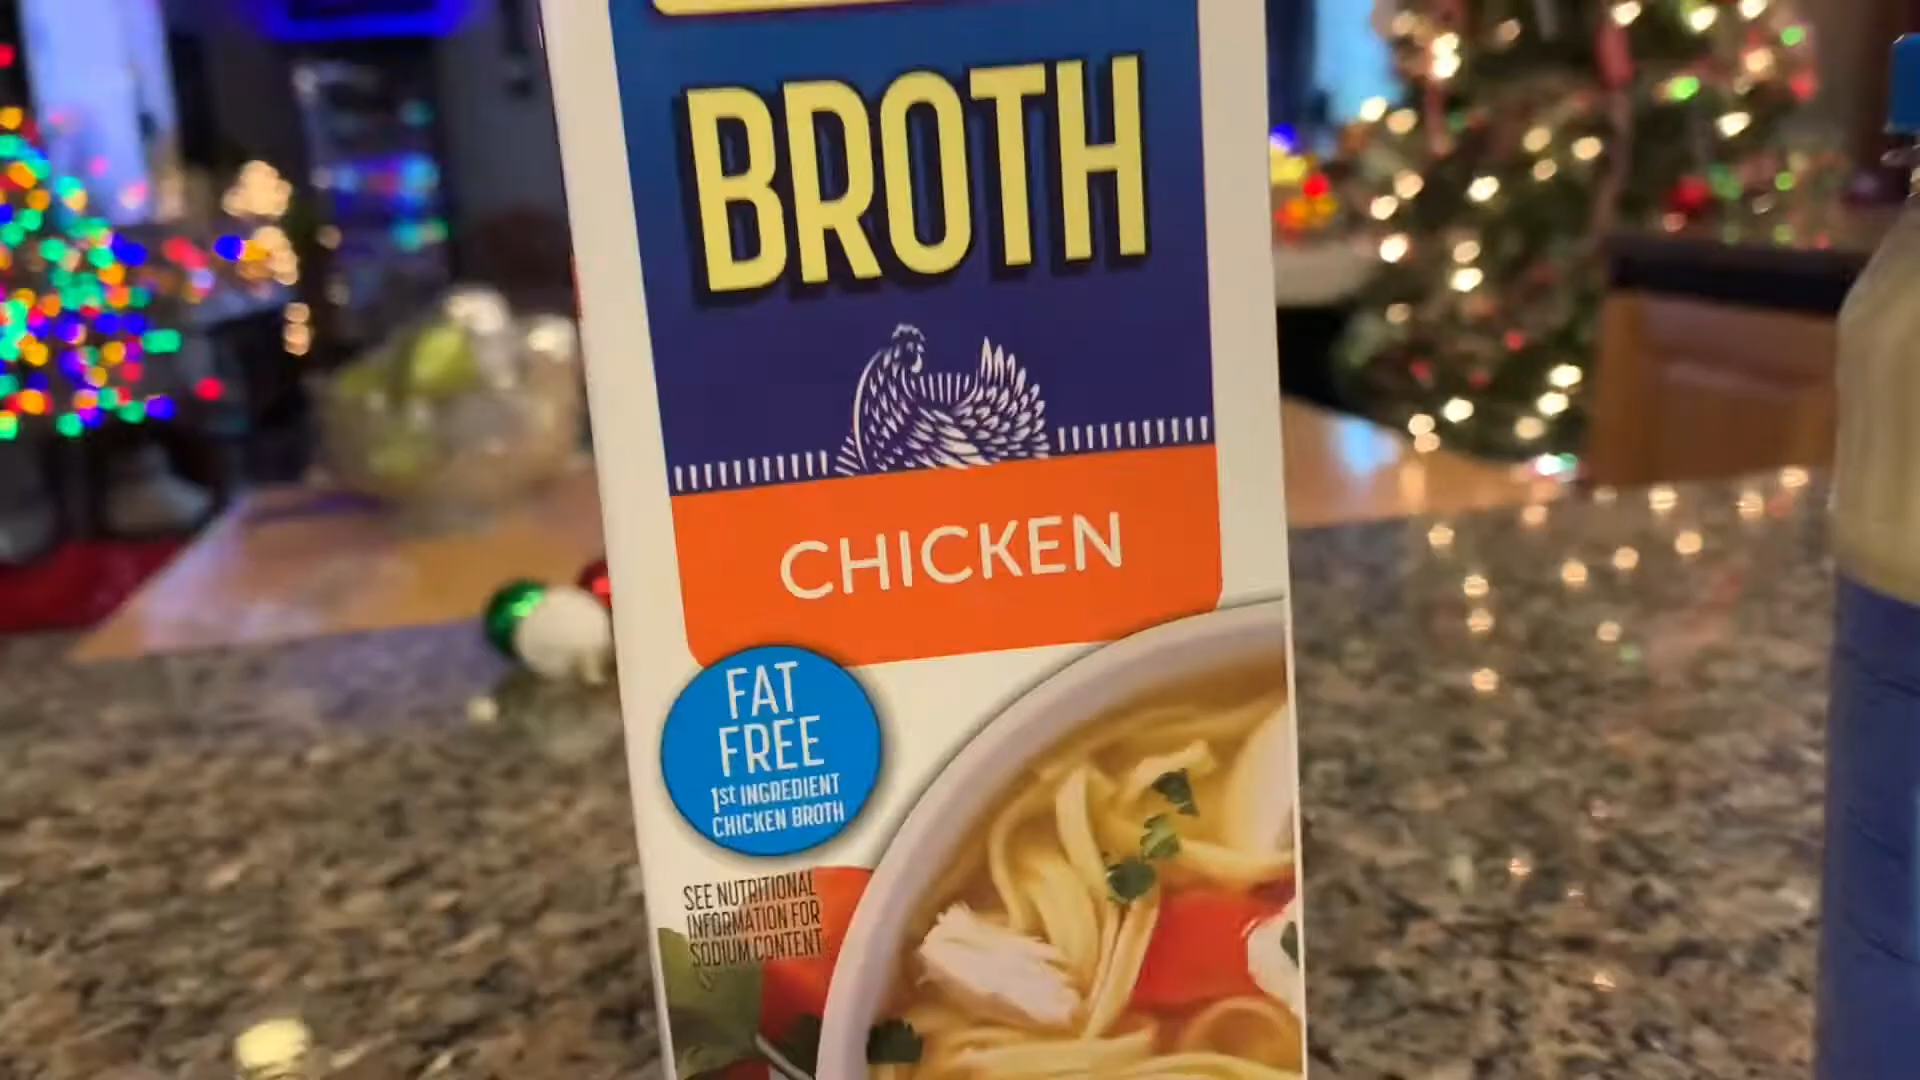 BROTH
CHICKEN
FAT
FREE
1st INGREDIENT
CHICKEN BROTH
SEE NUTRITIONAL
INFORMATION FOR
SODIUM CONTENT